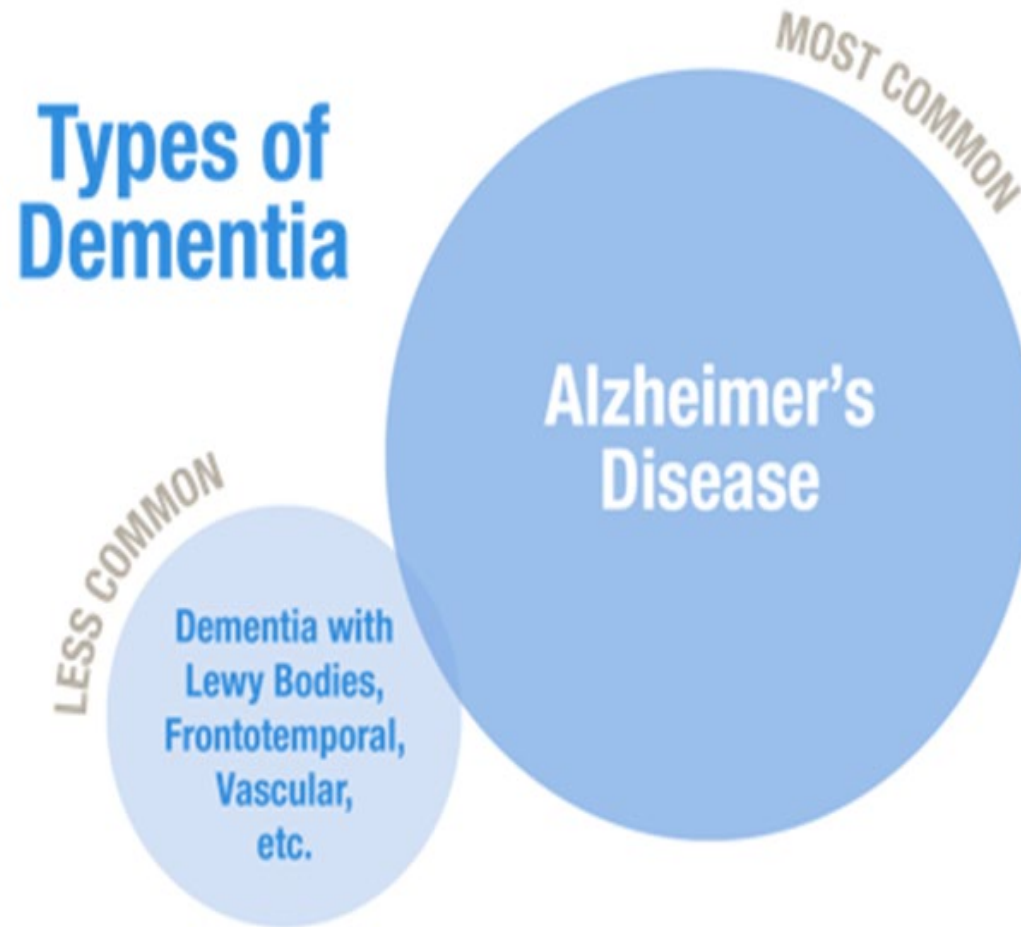 Types of
Dementia
MOST COMMON
Alzheimer’s
Disease
LESS COMMON
Dementia with
Lewy Bodies,
Frontotemporal,
Vascular,
etc.